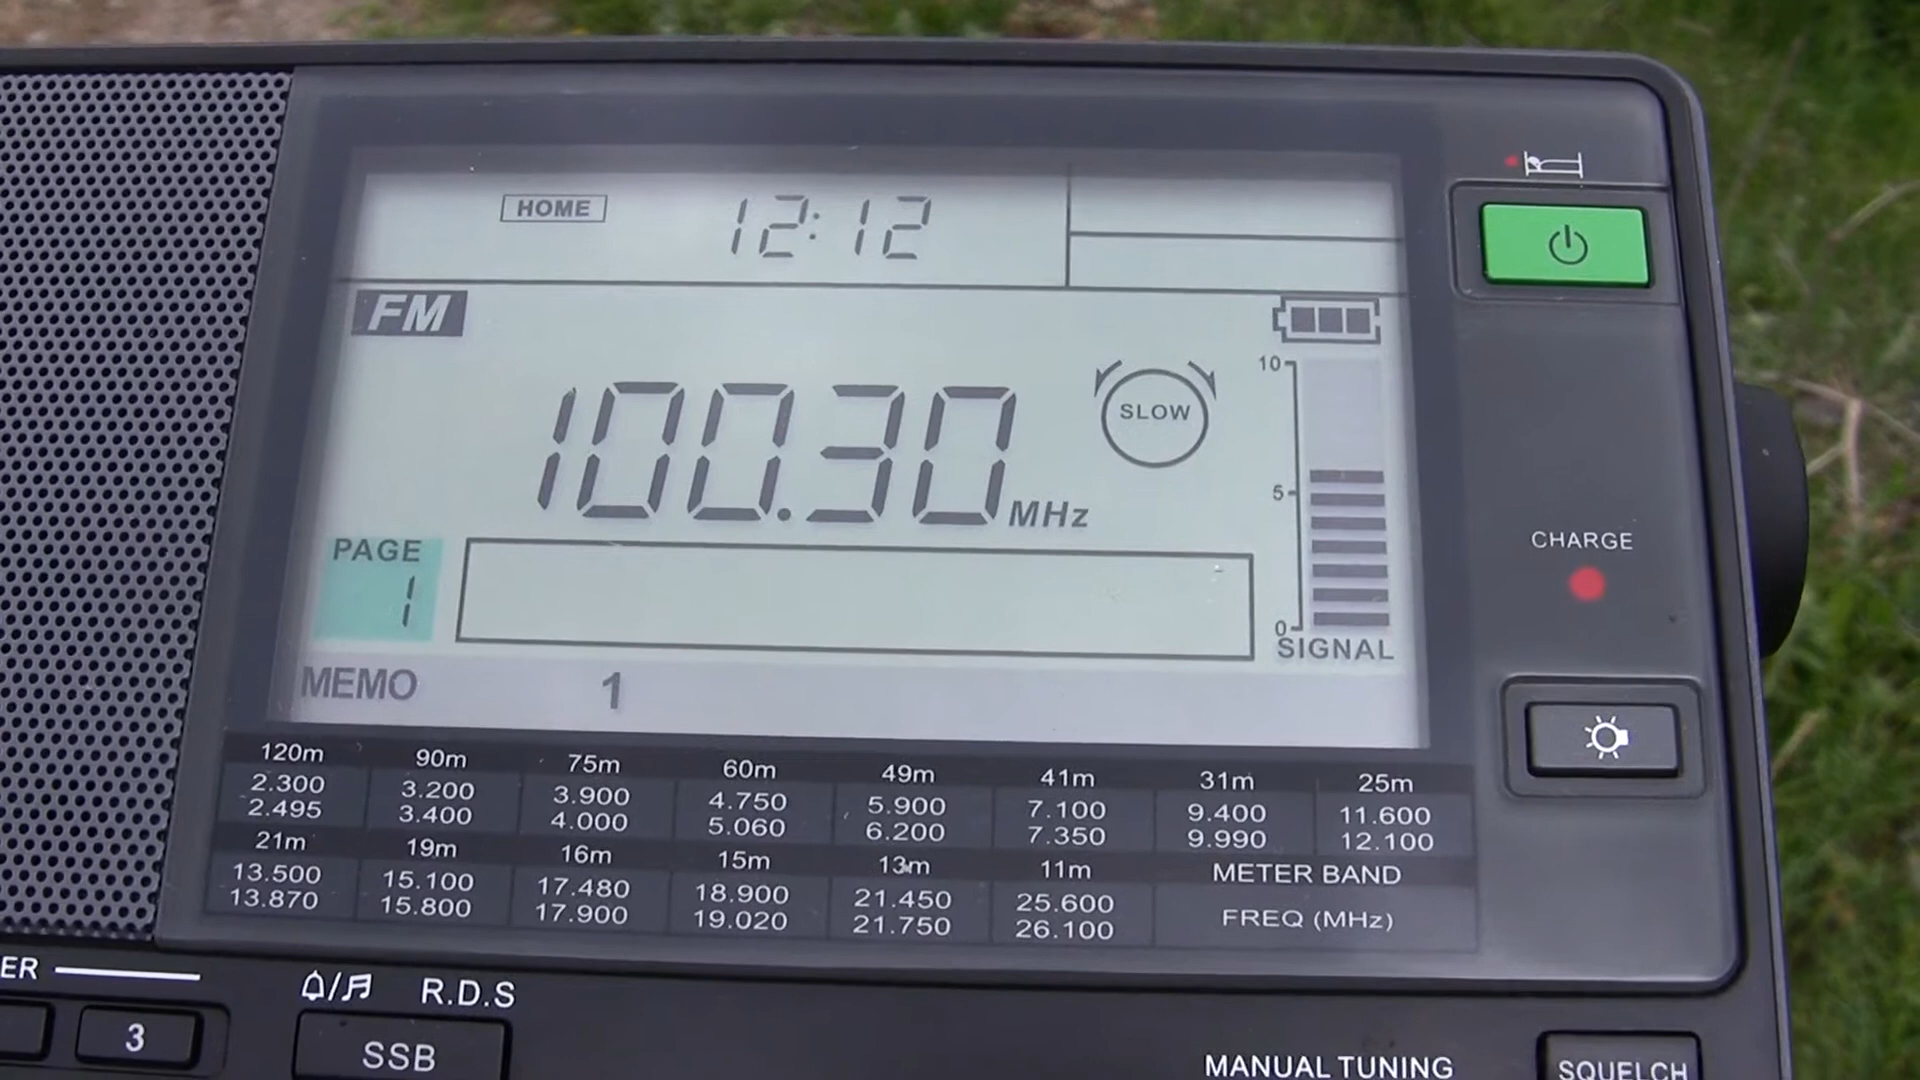 HOME 12:12
FM
100.30 MHz
SLOW
10
5
0
SIGNAL
PAGE
1
MEMO 1
CHARGE
120m 90m 75m 60m 49m 41m 31m 25m
2.300 3.200 3.900 4.750 5.900 7.100 9.400 11.600
2.495 3.400 4.000 5.060 6.200 7.350 9.990 12.100
21m 19m 16m 15m 13m 11m METER BAND
13.500 15.100 17.480 18.900 21.450 25.600 FREQ (MHz)
13.870 15.800 17.900 19.020 21.750 26.100
ER
R.D.S
3
SSB
MANUAL TUNING
SQUELCH